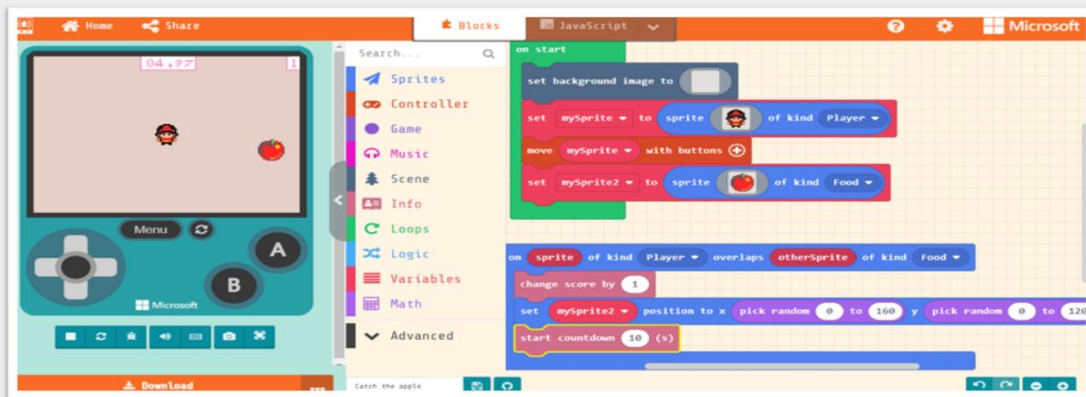 Home Share Blocks JavaScript Microsoft
04.97 1
Menu
A
B
Microsoft
Download
Search...
Sprites
Controller
Game
Music
Scene
Info
Loops
Logic
Variables
Math
Advanced
Catch the apple
on start
set background image to
set mySprite to sprite of kind Player
move mySprite with buttons
set mySprite2 to sprite of kind Food
on sprite of kind Player overlaps otherSprite of kind Food
change score by 1
set mySprite2 position to x pick random 0 to 160 y pick random 0 to 120
start countdown 10 (s)